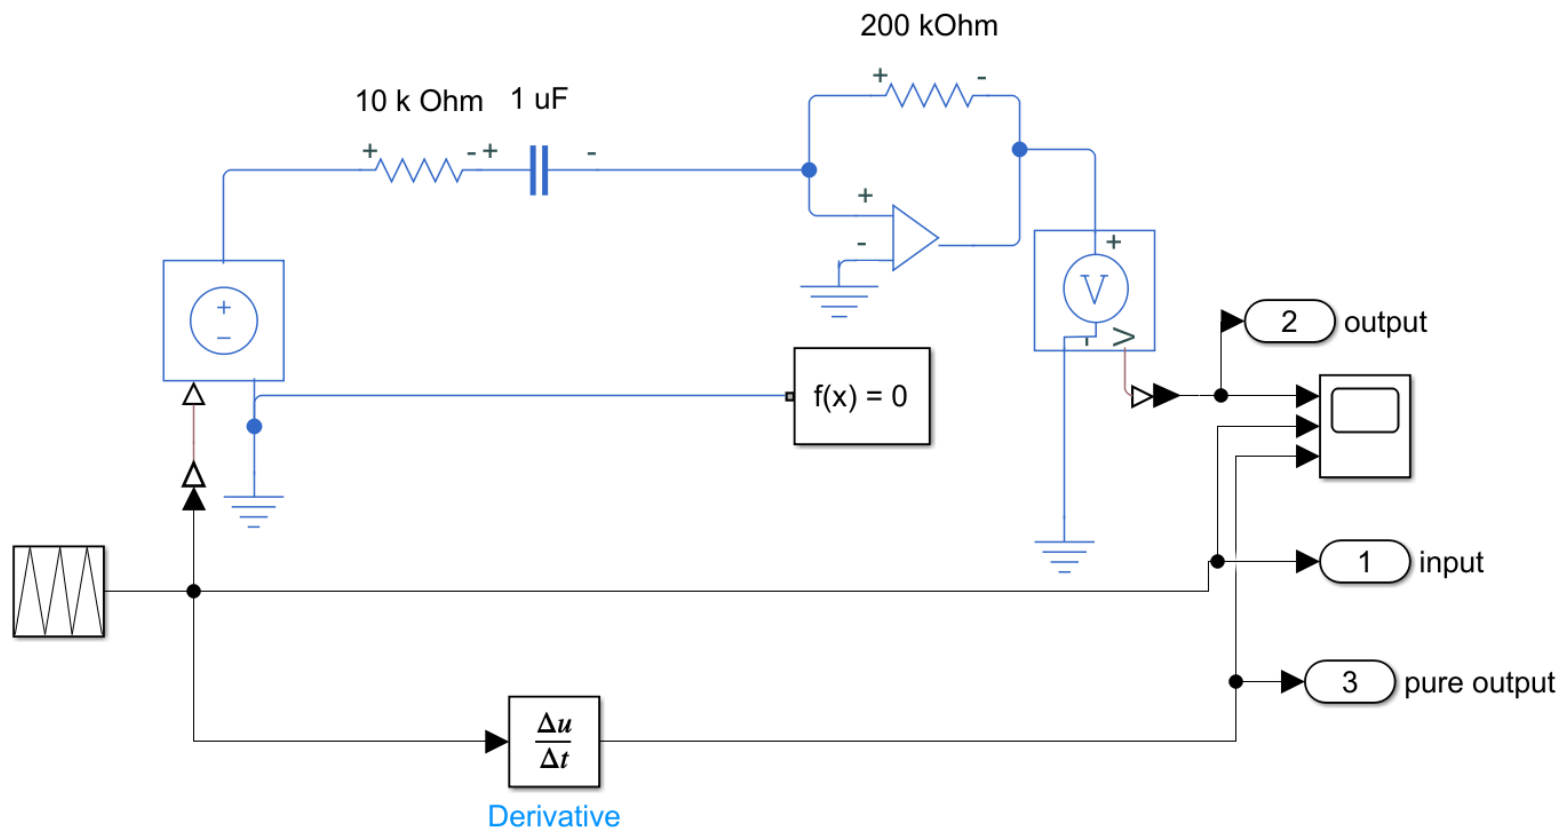 200 kOhm
+ -
10 k Ohm 1 uF
+ - + -
+
-
+
V
-
>
+
−
2 output
f(x) = 0
1 input
3 pure output
Δu
Δt
Derivative